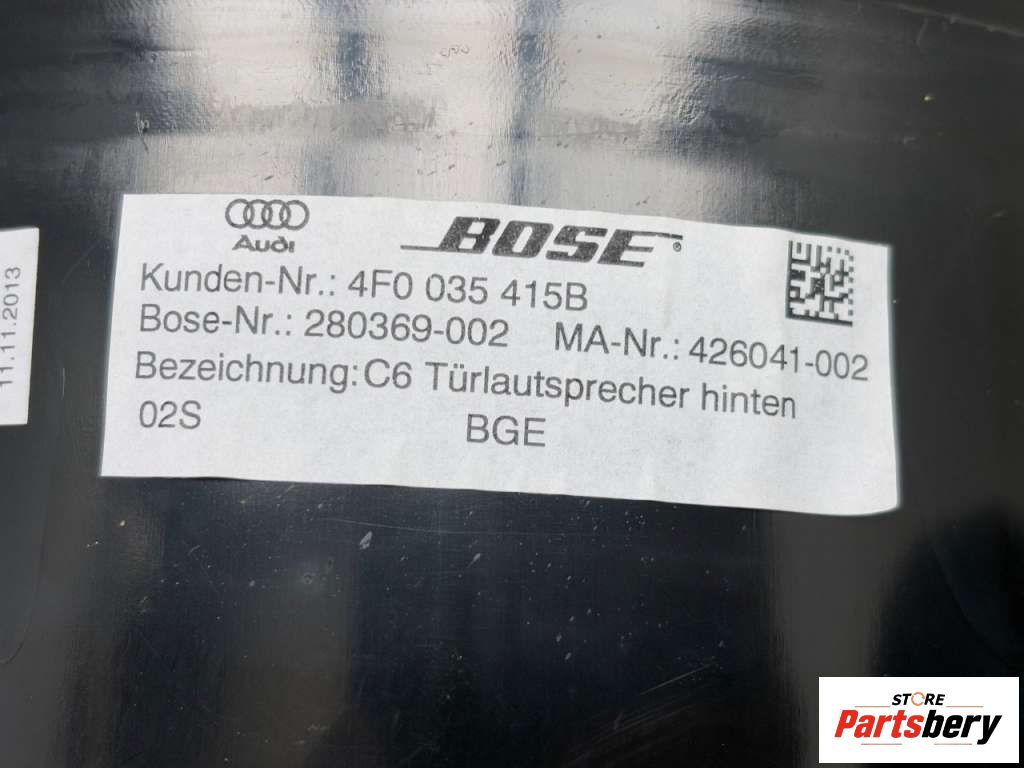 Audi
BOSE®
Kunden-Nr.: 4F0 035 415B
Bose-Nr.: 280369-002 MA-Nr.: 426041-002
Bezeichnung: C6 Türlautsprecher hinten
02S BGE
11.11.2013
STORE
Partsbery